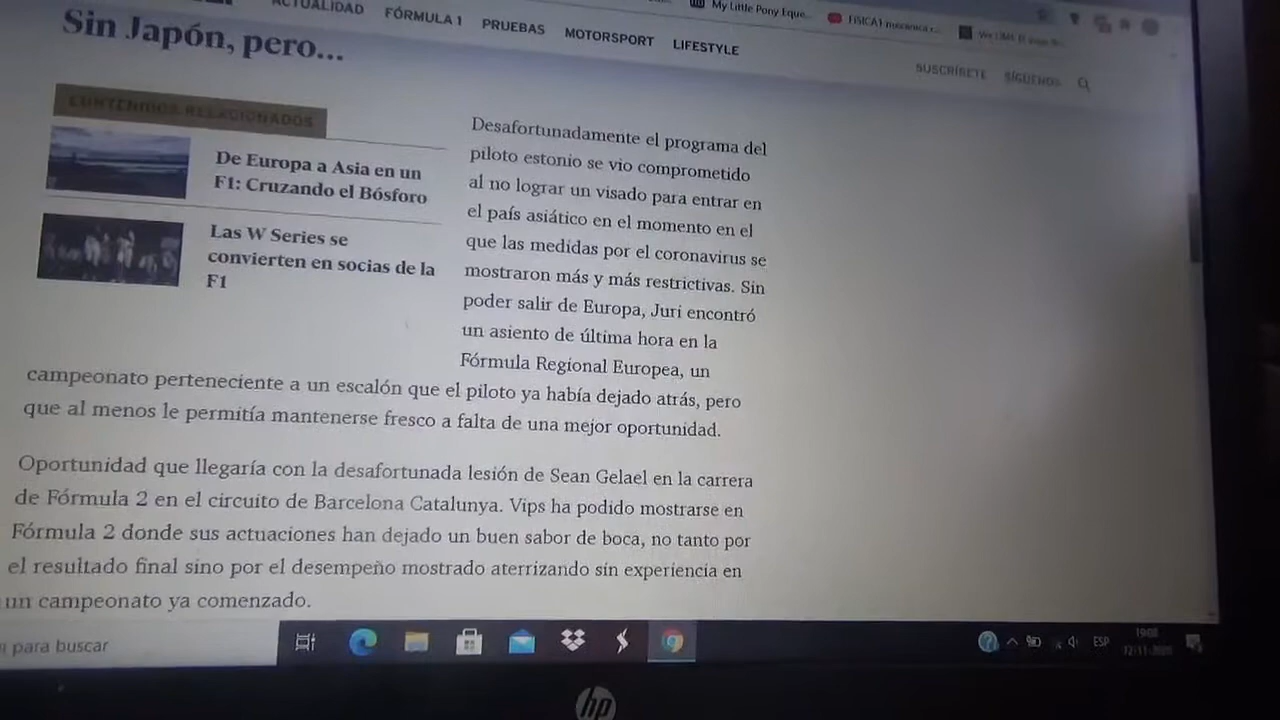 My Little Pony Eque...
ACTUALIDAD FÓRMULA 1 PRUEBAS MOTORSPORT LIFESTYLE
SUSCRÍBETE SÍGUENOS
Sin Japón, pero...
CONTENIDOS RELACIONADOS
De Europa a Asia en un
F1: Cruzando el Bósforo
Las W Series se
convierten en socias de la
F1
Desafortunadamente el programa del
piloto estonio se vio comprometido
al no lograr un visado para entrar en
el país asiático en el momento en el
que las medidas por el coronavirus se
mostraron más y más restrictivas. Sin
poder salir de Europa, Juri encontró
un asiento de última hora en la
Fórmula Regional Europea, un
campeonato perteneciente a un escalón que el piloto ya había dejado atrás, pero
que al menos le permitía mantenerse fresco a falta de una mejor oportunidad.
Oportunidad que llegaría con la desafortunada lesión de Sean Gelael en la carrera
de Fórmula 2 en el circuito de Barcelona Catalunya. Vips ha podido mostrarse en
Fórmula 2 donde sus actuaciones han dejado un buen sabor de boca, no tanto por
el resultado final sino por el desempeño mostrado aterrizando sin experiencia en
un campeonato ya comenzado.
para buscar
ESP
hp